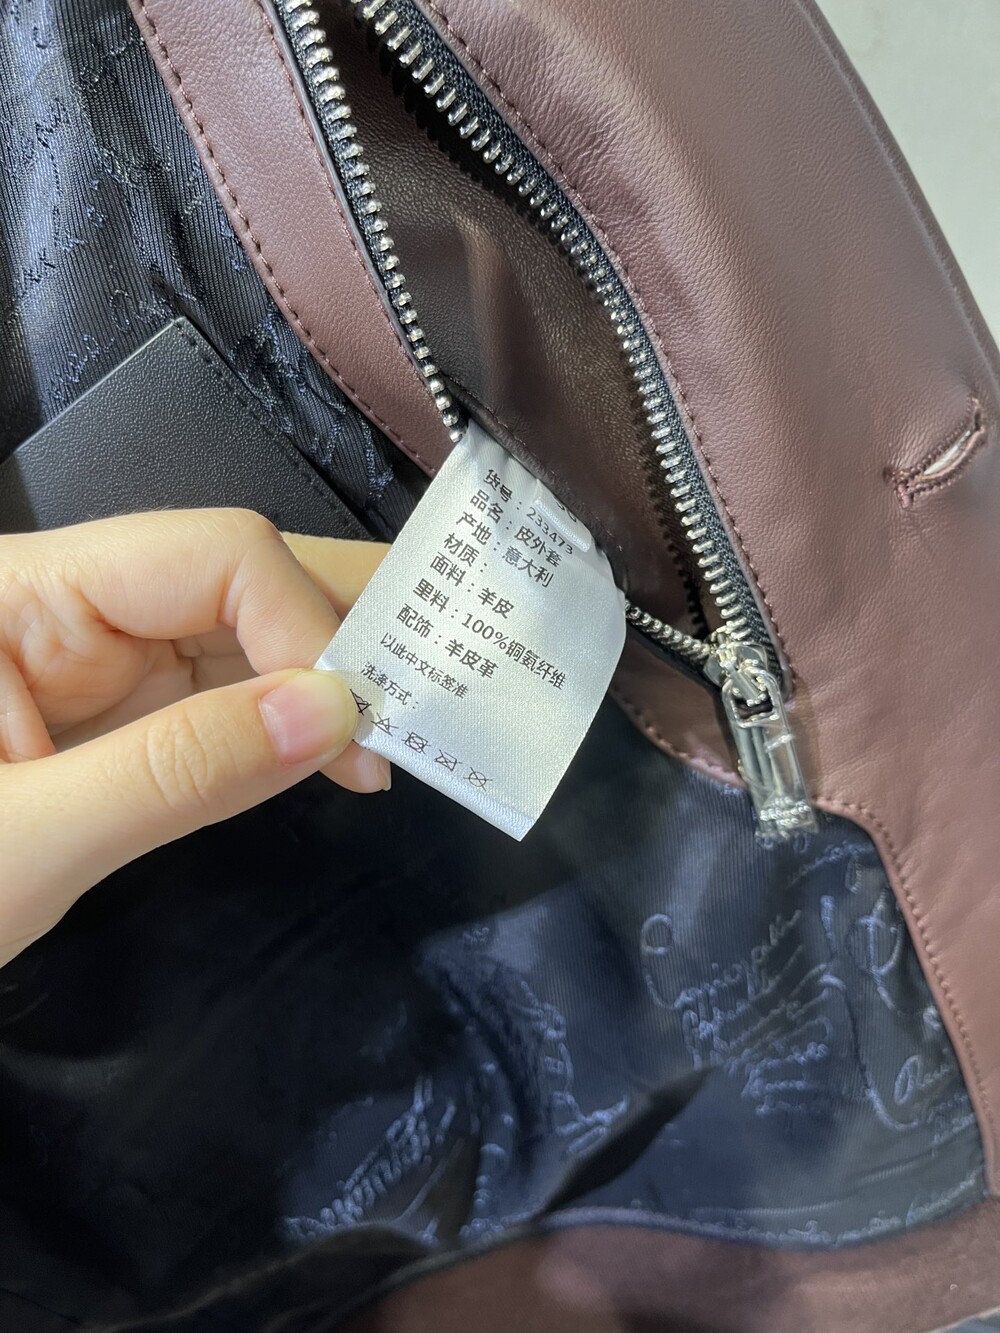 货号：233473
品名：皮外套
产地：意大利
材质：
面料：羊皮
里料：100%铜氨纤维
配饰：羊皮革
以此中文标签准
洗涤方式：